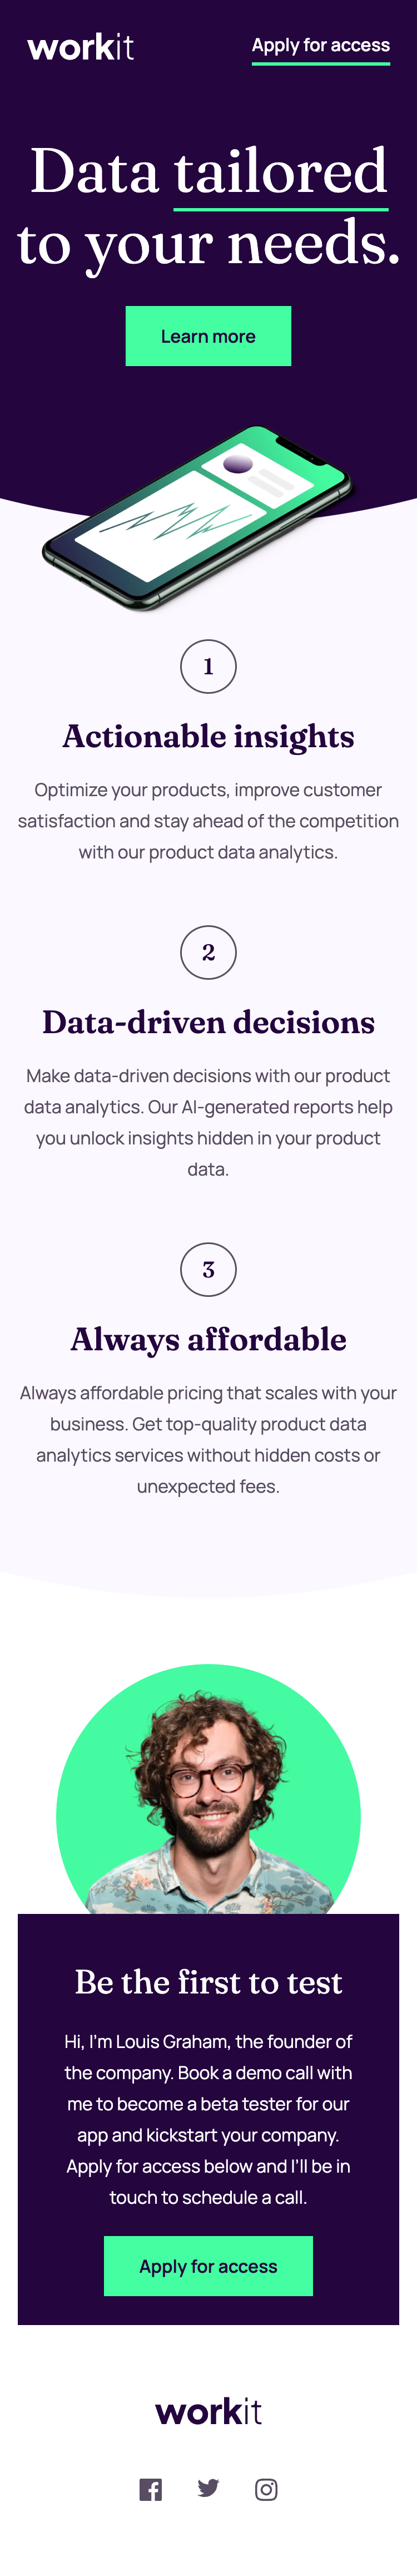 workit
Apply for access
Data tailored
to your needs.
Learn more
1
Actionable insights
Optimize your products, improve customer
satisfaction and stay ahead of the competition
with our product data analytics.
2
Data-driven decisions
Make data-driven decisions with our product
data analytics. Our AI-generated reports help
you unlock insights hidden in your product
data.
3
Always affordable
Always affordable pricing that scales with your
business. Get top-quality product data
analytics services without hidden costs or
unexpected fees.
Be the first to test
Hi, I'm Louis Graham, the founder of
the company. Book a demo call with
me to become a beta tester for our
app and kickstart your company.
Apply for access below and I'll be in
touch to schedule a call.
Apply for access
workit